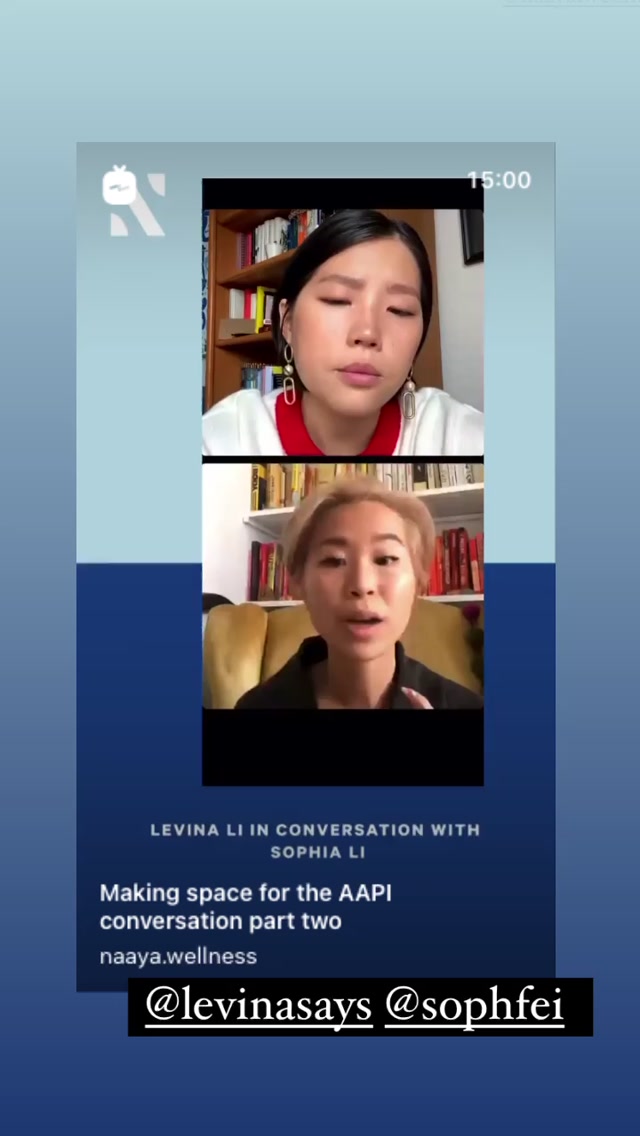 15:00
LEVINA LI IN CONVERSATION WITH
SOPHIA LI
Making space for the AAPI
conversation part two
naaya.wellness
@levinasays @sophfei